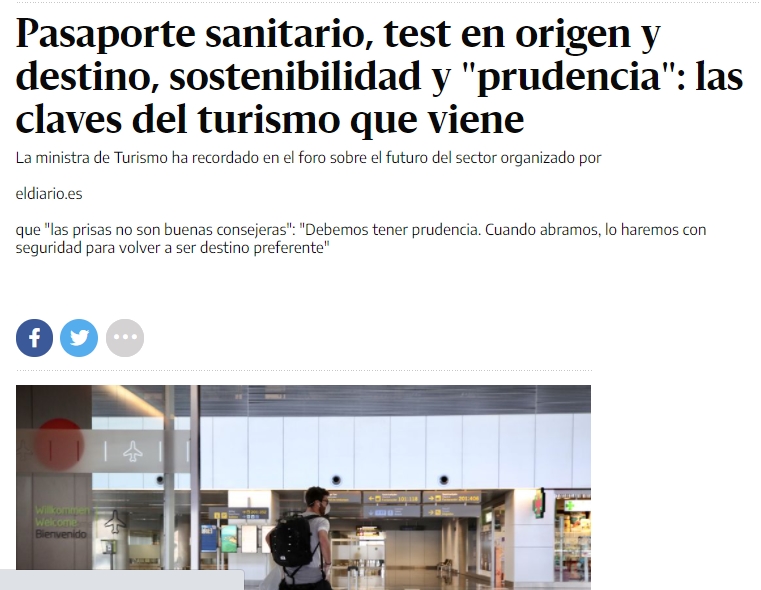 Pasaporte sanitario, test en origen y
destino, sostenibilidad y "prudencia": las
claves del turismo que viene
La ministra de Turismo ha recordado en el foro sobre el futuro del sector organizado por
eldiario.es
que "las prisas no son buenas consejeras": "Debemos tener prudencia. Cuando abramos, lo haremos con
seguridad para volver a ser destino preferente"
Willkommen
Welcome
Bienvenido